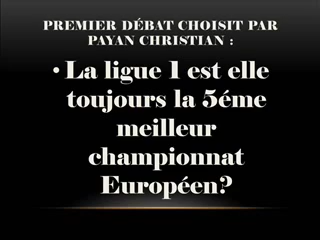 PREMIER DÉBAT CHOISIT PAR
PAYAN CHRISTIAN :
• La ligue 1 est elle
toujours la 5éme
meilleur
championnat
Européen?